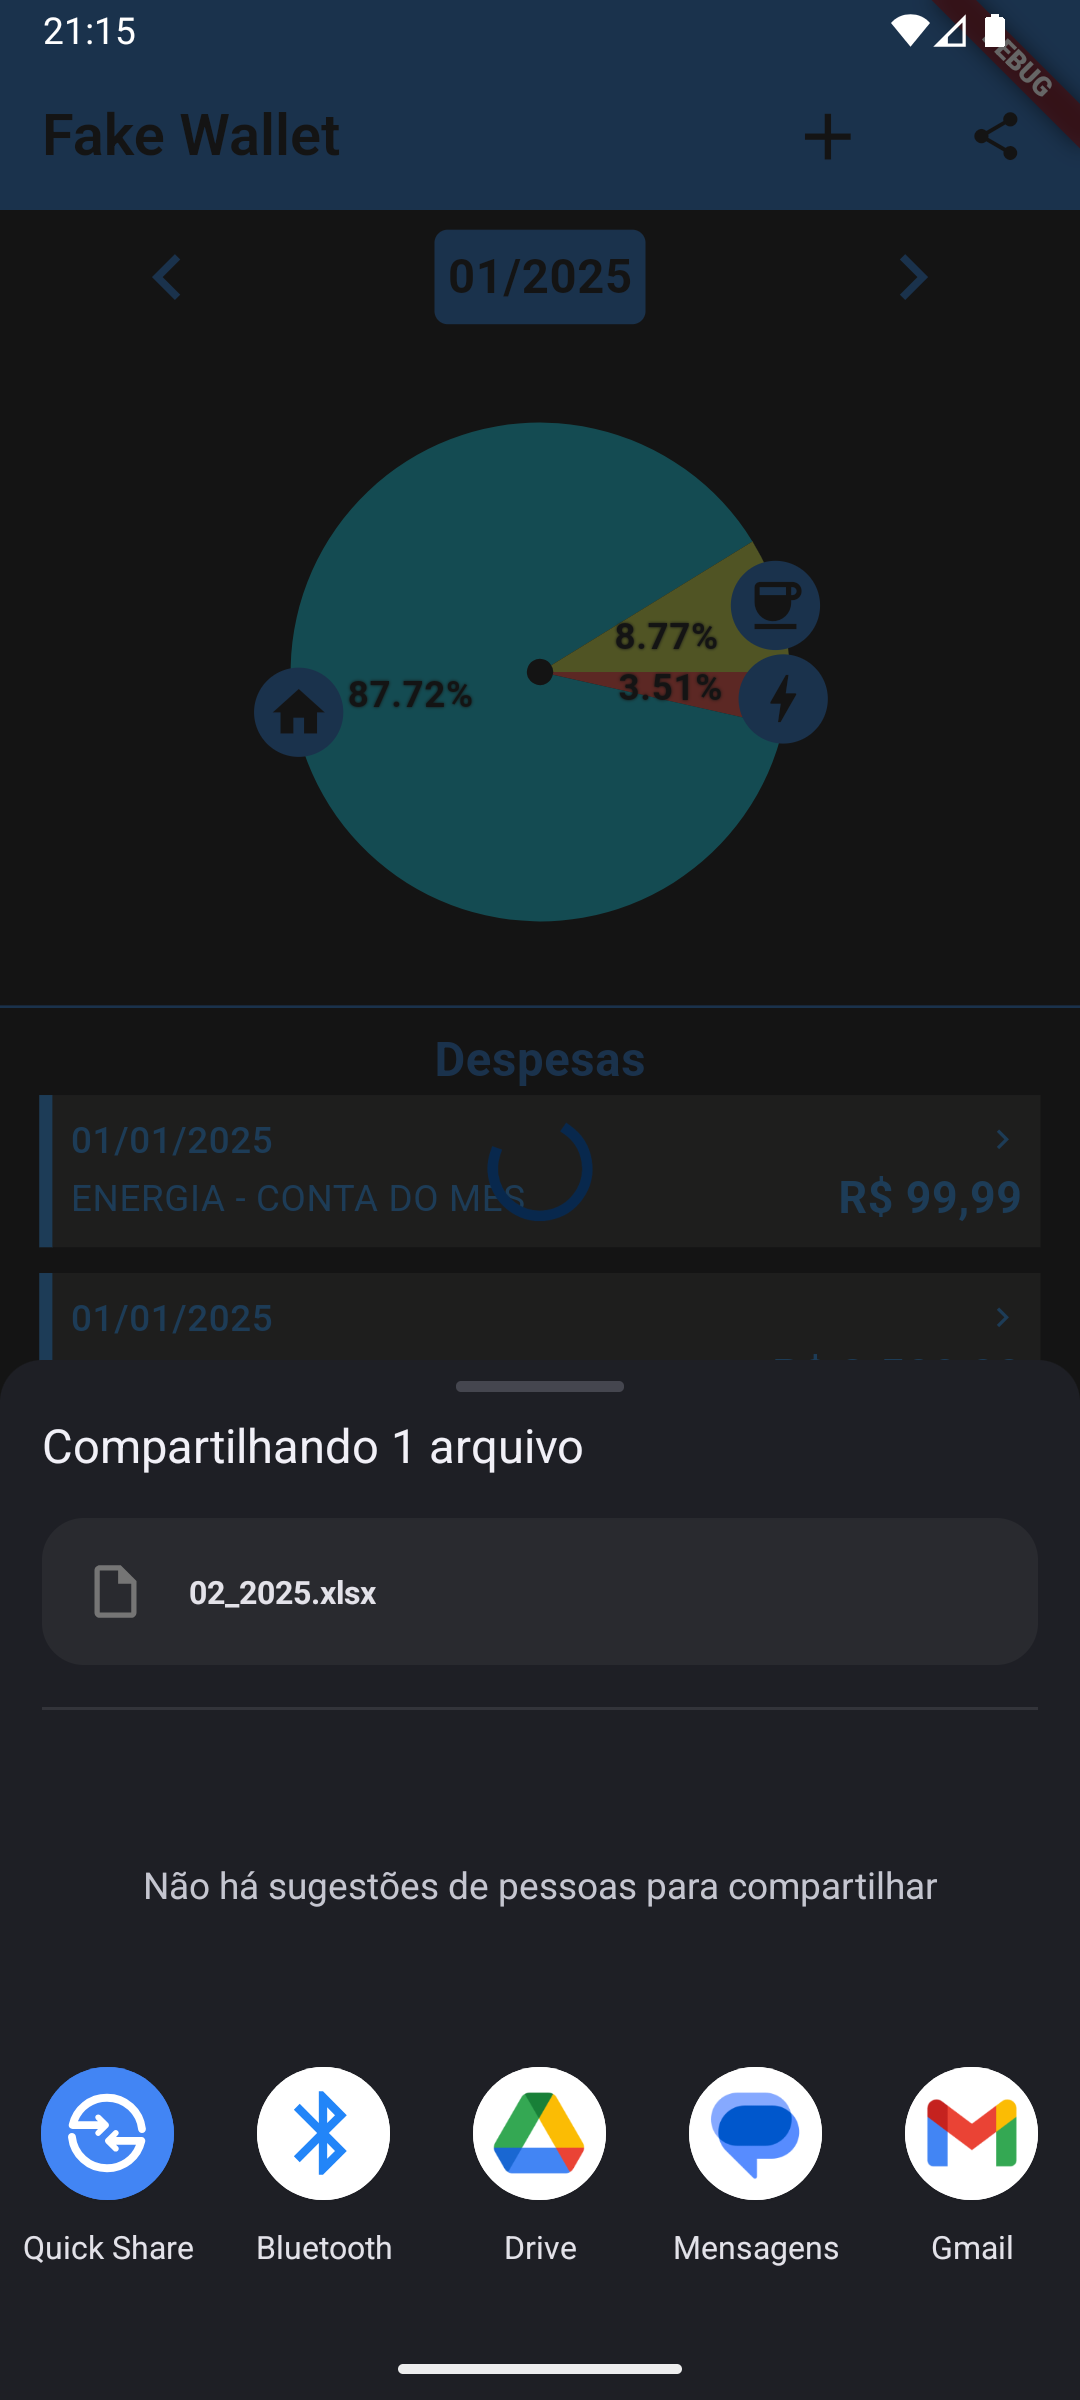 21:15
DEBUG
Fake Wallet
01/2025
8.77%
3.51%
87.72%
Despesas
01/01/2025
ENERGIA - CONTA DO MES
R$ 99,99
01/01/2025
Compartilhando 1 arquivo
02_2025.xlsx
Não há sugestões de pessoas para compartilhar
Quick Share
Bluetooth
Drive
Mensagens
Gmail